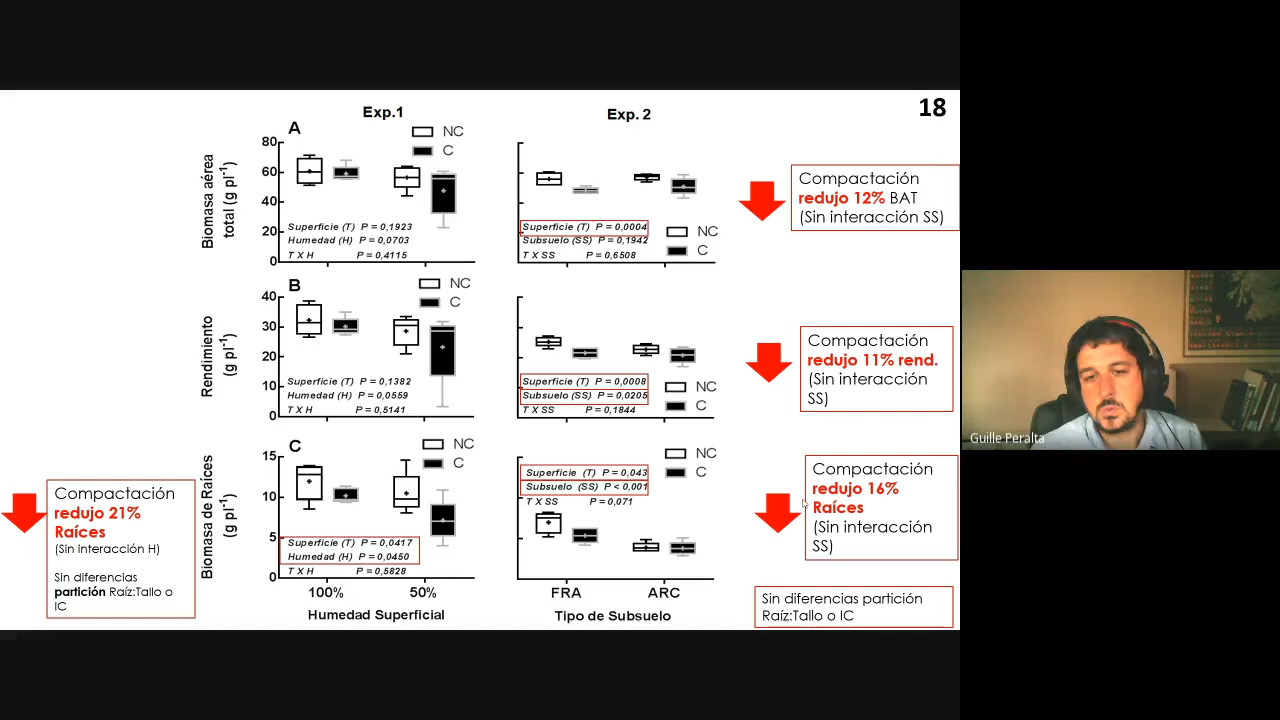 18
Exp.1
Exp. 2
A
NC
C
80
60
40
20
0
Biomasa aérea
total (g pl-1)
Superficie (T) P = 0,1923
Humedad (H) P = 0,0703
T X H P = 0,4115
Superficie (T) P = 0,0004
Subsuelo (SS) P = 0,1942
T X SS P = 0,6508
NC
C
Compactación
redujo 12% BAT
(Sin interacción SS)
B
NC
C
40
30
20
10
0
Rendimiento
(g pl-1)
Superficie (T) P = 0,1382
Humedad (H) P = 0,0559
T X H P = 0,5141
Superficie (T) P = 0,0008
Subsuelo (SS) P = 0,0205
T X SS P = 0,1844
NC
C
Compactación
redujo 11% rend.
(Sin interacción
SS)
C
NC
C
15
10
5
0
Biomasa de Raíces
(g pl-1)
Superficie (T) P = 0,0417
Humedad (H) P = 0,0450
T X H P = 0,5828
Superficie (T) P = 0,043
Subsuelo (SS) P < 0,001
T X SS P = 0,071
NC
C
Compactación
redujo 16%
Raíces
(Sin interacción
SS)
Compactación
redujo 21%
Raíces
(Sin interacción H)
Sin diferencias
partición Raíz:Tallo o
IC
100%
50%
Humedad Superficial
FRA
ARC
Tipo de Subsuelo
Sin diferencias partición
Raíz:Tallo o IC
Guille Peralta